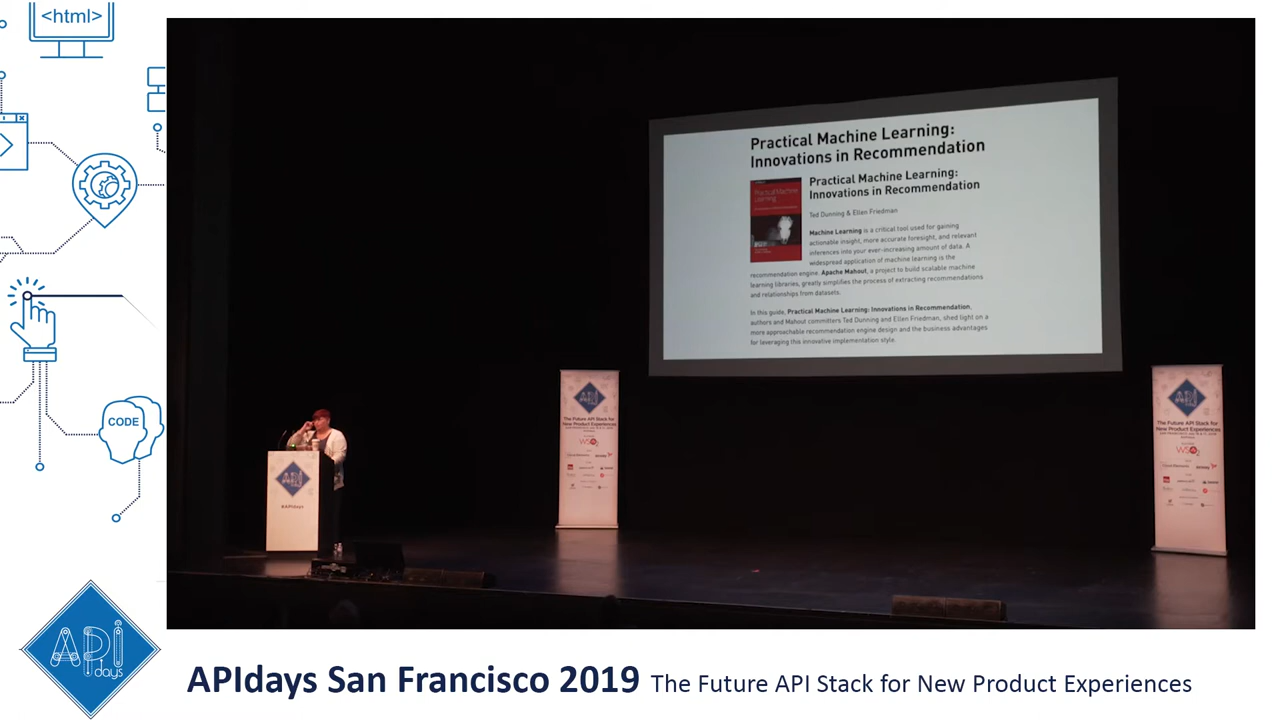 <html>
CODE
API
days
Practical Machine Learning:
Innovations in Recommendation
Practical Machine
Learning
Practical Machine Learning:
Innovations in Recommendation
Ted Dunning & Ellen Friedman
Machine Learning is a critical tool used for gaining
actionable insight, more accurate foresight, and relevant
inferences into your ever-increasing amount of data. A
widespread application of machine learning is the
recommendation engine. Apache Mahout, a project to build scalable machine
learning libraries, greatly simplifies the process of extracting recommendations
and relationships from datasets.
In this guide, Practical Machine Learning: Innovations in Recommendation,
authors and Mahout committers Ted Dunning and Ellen Friedman, shed light on a
more approachable recommendation engine design and the business advantages
for leveraging this innovative implementation style.
#APIdays
The Future API Stack for
New Product Experiences
WSO2
The Future API Stack for
New Product Experiences
WSO2
APIdays San Francisco 2019 The Future API Stack for New Product Experiences